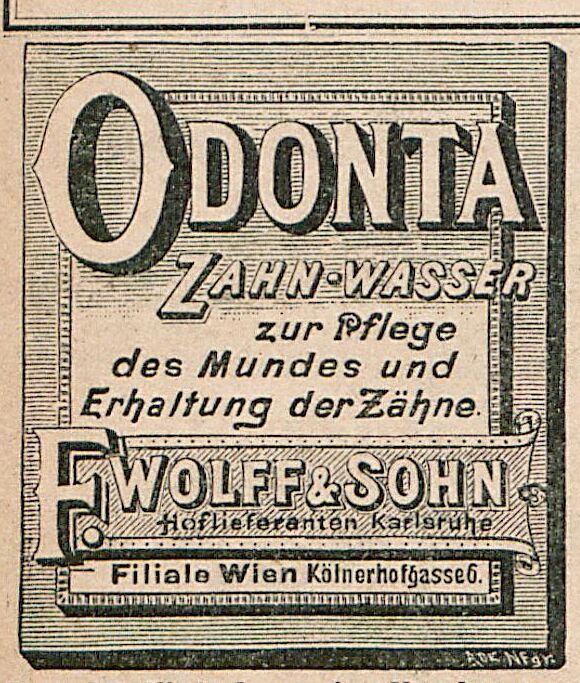 ODONTA
ZAHN-WASSER
zur Pflege
des Mundes und
Erhaltung der Zähne.
F. WOLFF & SOHN
Hoflieferanten Karlsruhe
Filiale Wien Kölnerhofgasse 6.